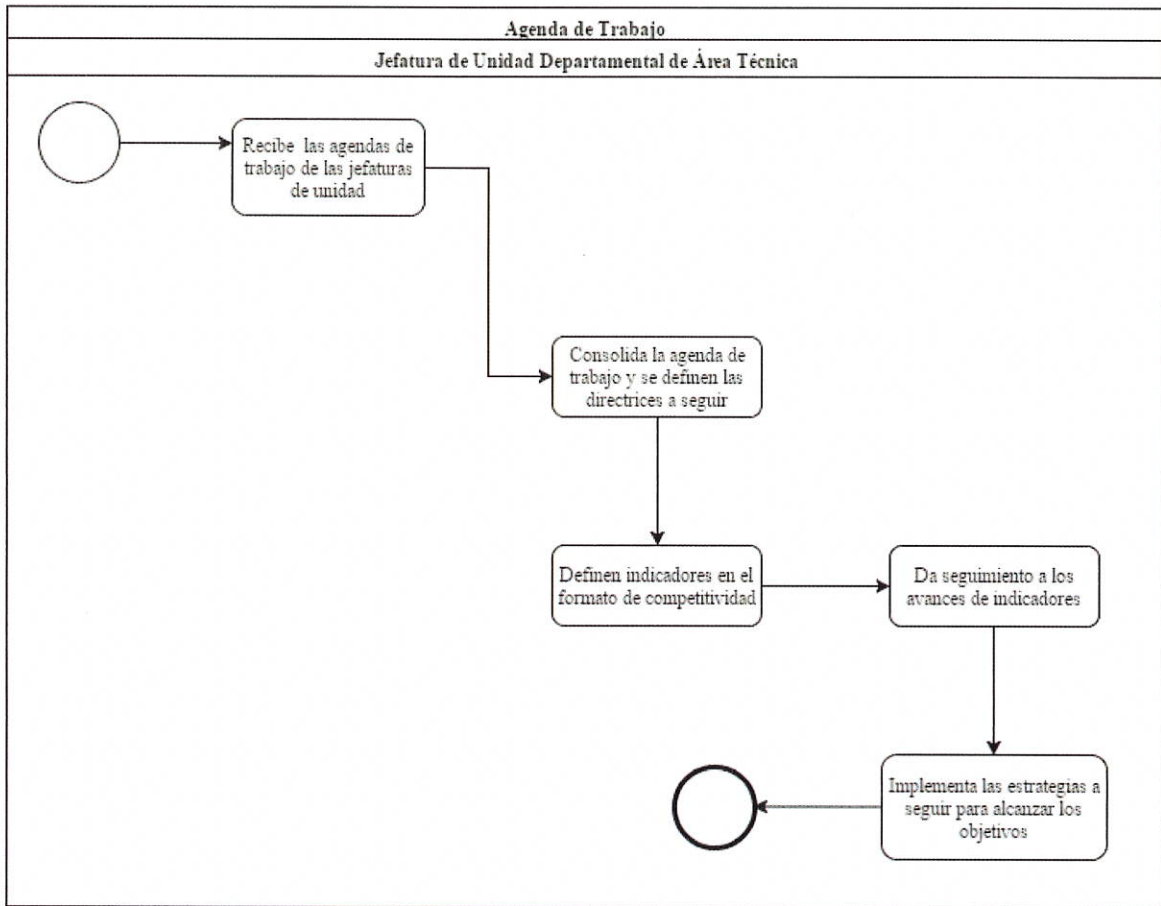 Agenda de Trabajo
Jefatura de Unidad Departamental de Área Técnica
Recibe las agendas de
trabajo de las jefaturas
de unidad
Consolida la agenda de
trabajo y se definen las
directrices a seguir
Definen indicadores en el
formato de competitividad
Da seguimiento a los
avances de indicadores
Implementa las estrategias a
seguir para alcanzar los
objetivos